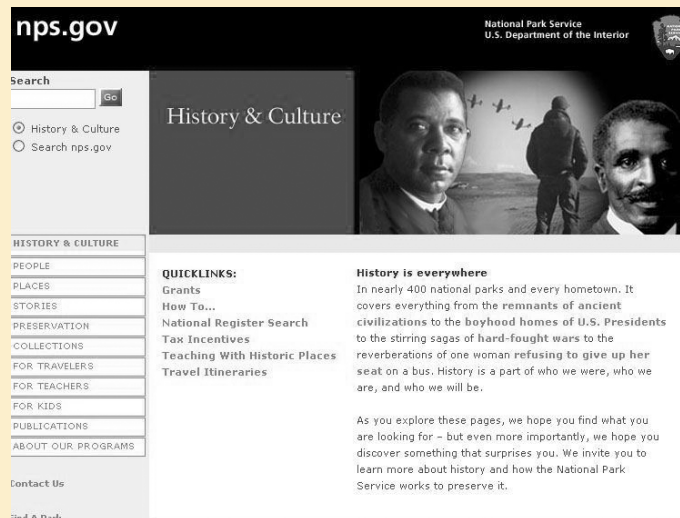 nps.gov
National Park Service
U.S. Department of the Interior
Search
Go
History & Culture
Search nps.gov
History & Culture
HISTORY & CULTURE
PEOPLE
PLACES
STORIES
PRESERVATION
COLLECTIONS
FOR TRAVELERS
FOR TEACHERS
FOR KIDS
PUBLICATIONS
ABOUT OUR PROGRAMS
Contact Us
Find A Park
QUICKLINKS:
Grants
How To...
National Register Search
Tax Incentives
Teaching With Historic Places
Travel Itineraries
History is everywhere
In nearly 400 national parks and every hometown. It
covers everything from the remnants of ancient
civilizations to the boyhood homes of U.S. Presidents
to the stirring sagas of hard-fought wars to the
reverberations of one woman refusing to give up her
seat on a bus. History is a part of who we were, who we
are, and who we will be.
As you explore these pages, we hope you find what you
are looking for – but even more importantly, we hope you
discover something that surprises you. We invite you to
learn more about history and how the National Park
Service works to preserve it.